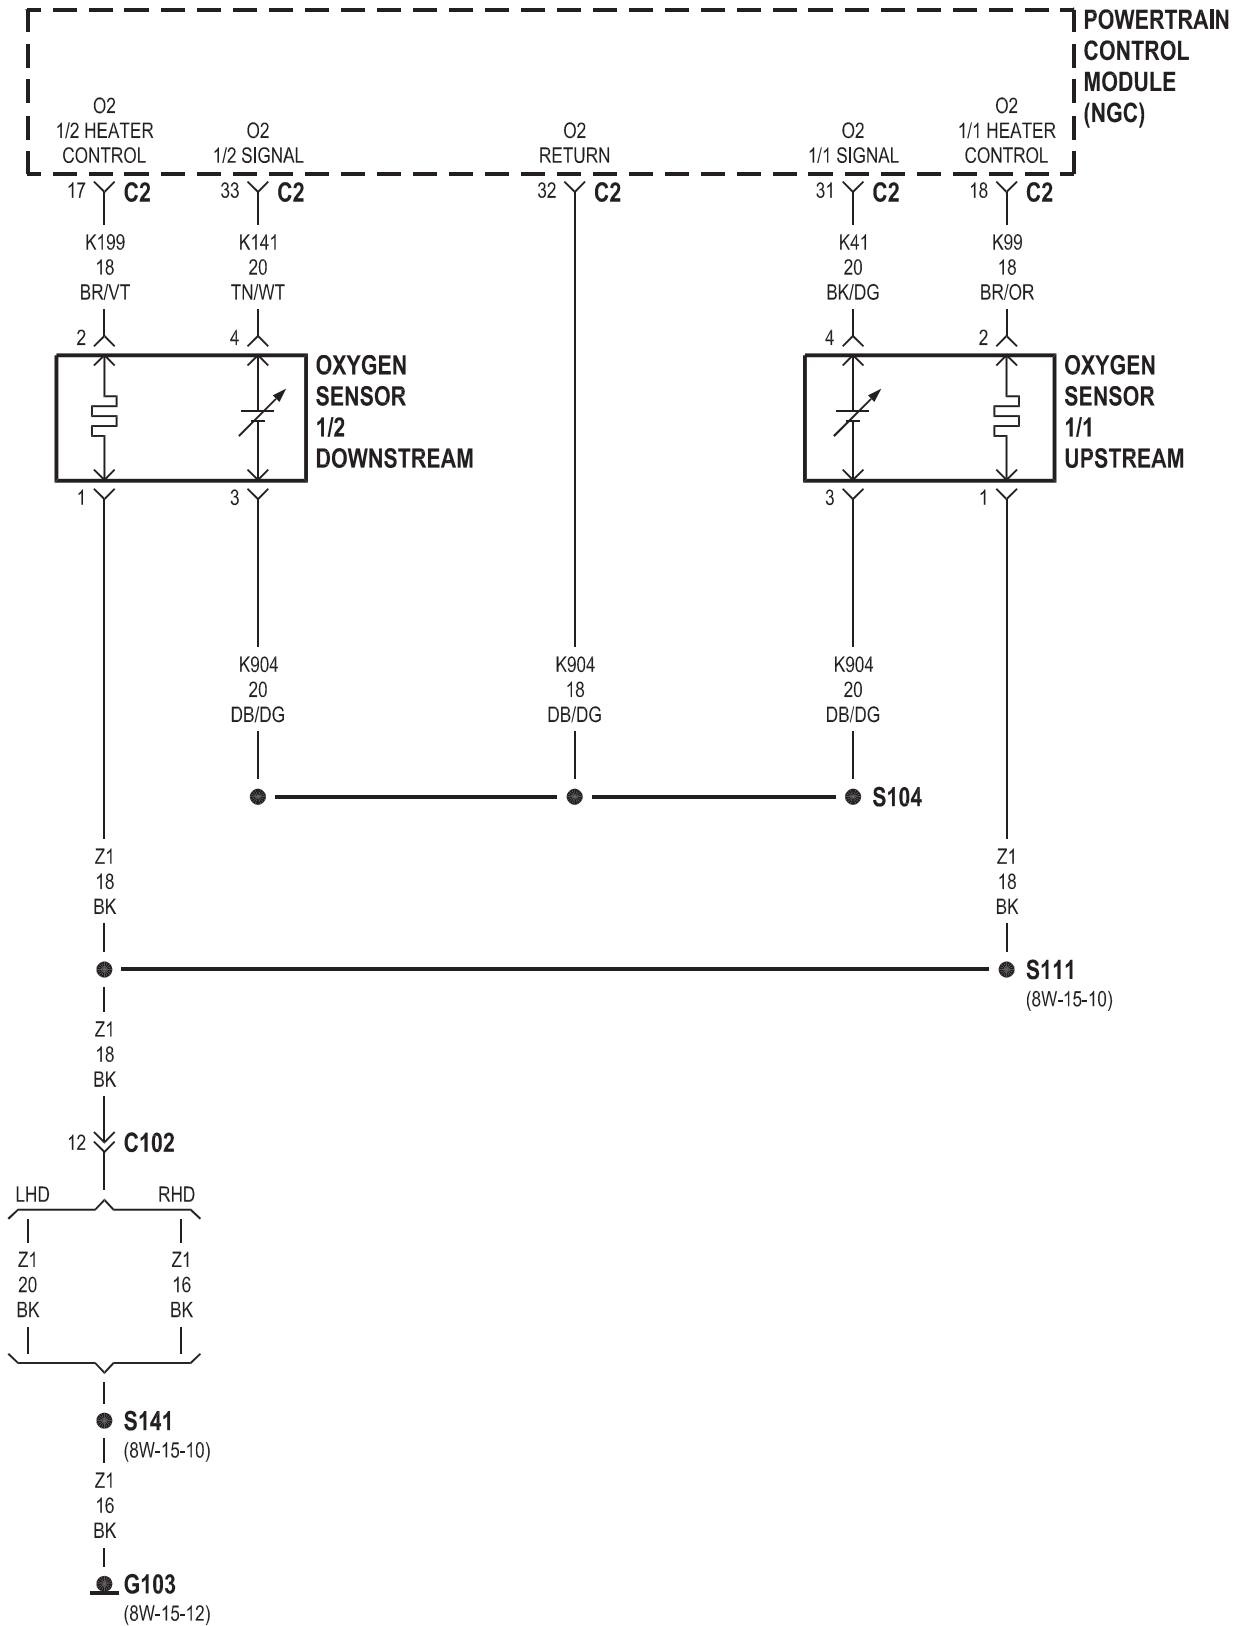 POWERTRAIN
CONTROL
MODULE
(NGC)
O2
1/2 HEATER
CONTROL
O2
1/2 SIGNAL
O2
RETURN
O2
1/1 SIGNAL
O2
1/1 HEATER
CONTROL
17 C2
33 C2
32 C2
31 C2
18 C2
K199
18
BR/VT
K141
20
TN/WT
K41
20
BK/DG
K99
18
BR/OR
2
4
4
2
OXYGEN
SENSOR
1/2
DOWNSTREAM
OXYGEN
SENSOR
1/1
UPSTREAM
1
3
3
1
K904
20
DB/DG
K904
18
DB/DG
K904
20
DB/DG
S104
Z1
18
BK
Z1
18
BK
S111
(8W-15-10)
Z1
18
BK
12 C102
LHD
RHD
Z1
20
BK
Z1
16
BK
S141
(8W-15-10)
Z1
16
BK
G103
(8W-15-12)